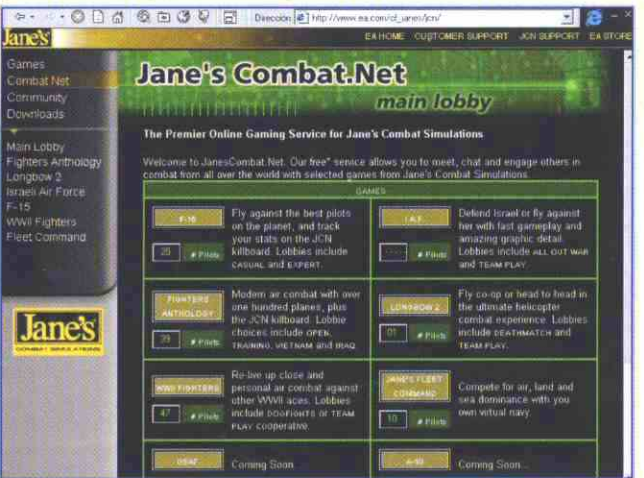 Dirección http://www.ea.com/cf_janes/jcn/
Jane's
EA HOME CUSTOMER SUPPORT JCN SUPPORT EA STORE
Games
Combat Net
Community
Downloads
Main Lobby
Fighters Anthology
Longbow 2
Israeli Air Force
F-15
WWII Fighters
Fleet Command
Jane's
COMBAT SIMULATIONS
Jane's Combat.Net
main lobby
The Premier Online Gaming Service for Jane's Combat Simulations
Welcome to JanesCombat.Net. Our free* service allows you to meet, chat and engage others in
combat from all over the world with selected games from Jane's Combat Simulations.
GAMES
F-15
# Pilots
Fly against the best pilots
on the planet, and track
your stats on the JCN
killboard. Lobbies include
CASUAL and EXPERT.
I.A.F.
# Pilots
Defend Israel or fly against
her with fast gameplay and
amazing graphic detail.
Lobbies include ALL OUT WAR
and TEAM PLAY.
FIGHTERS
ANTHOLOGY
# Pilots
Modern air combat with over
one hundred planes, plus
the JCN killboard. Lobbie
choices include OPEN,
TRAINING, VIETNAM and IRAQ.
LONGBOW 2
01 # Pilots
Fly co-op or head to head in
the ultimate helicopter
combat experience. Lobbies
include DEATHMATCH and
TEAM PLAY.
WWII FIGHTERS
47 # Pilots
Re-live up close and
personal air combat against
other WWII aces. Lobbies
include DOGFIGHTS or TEAM
PLAY cooperative.
JANE'S FLEET
COMMAND
10 # Pilots
Compete for air, land and
sea dominance with you
own virtual navy.
USAF
Coming Soon
A-10
Coming Soon...